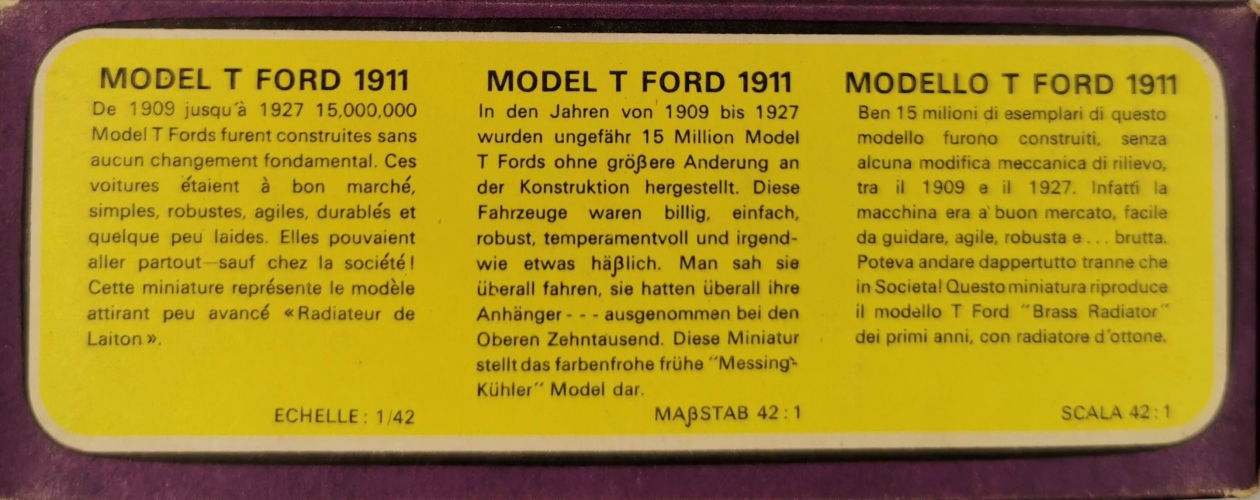 MODEL T FORD 1911
De 1909 jusqu'à 1927 15,000,000
Model T Fords furent construites sans
aucun changement fondamental. Ces
voitures étaient à bon marché,
simples, robustes, agiles, durablés et
quelque peu laides. Elles pouvaient
aller partout—sauf chez la société!
Cette miniature représente le modèle
attirant peu avancé «Radiateur de
Laiton».
ECHELLE: 1/42
MODEL T FORD 1911
In den Jahren von 1909 bis 1927
wurden ungefähr 15 Million Model
T Fords ohne größere Anderung an
der Konstruktion hergestellt. Diese
Fahrzeuge waren billig, einfach,
robust, temperamentvoll und irgend-
wie etwas häßlich. Man sah sie
überall fahren, sie hatten überall ihre
Anhänger - - - ausgenommen bei den
Oberen Zehntausend. Diese Miniatur
stellt das farbenfrohe frühe "Messing-
Kühler" Model dar.
MAßSTAB 42:1
MODELLO T FORD 1911
Ben 15 milioni di esemplari di questo
modello furono construiti, senza
alcuna modifica meccanica di rilievo,
tra il 1909 e il 1927. Infatti la
macchina era a' buon mercato, facile
da guidare, agile, robusta e ... brutta.
Poteva andare dappertutto tranne che
in Societa! Questo miniatura riproduce
il modello T Ford "Brass Radiator"
dei primi anni, con radiatore d'ottone.
SCALA 42:1